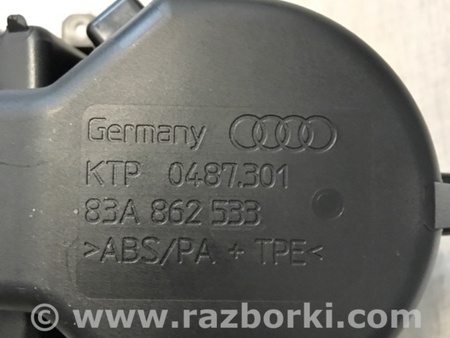 Germany
KTP 0487.301
83A 862 533
>ABS/PA + TPE<
www.razborki.com